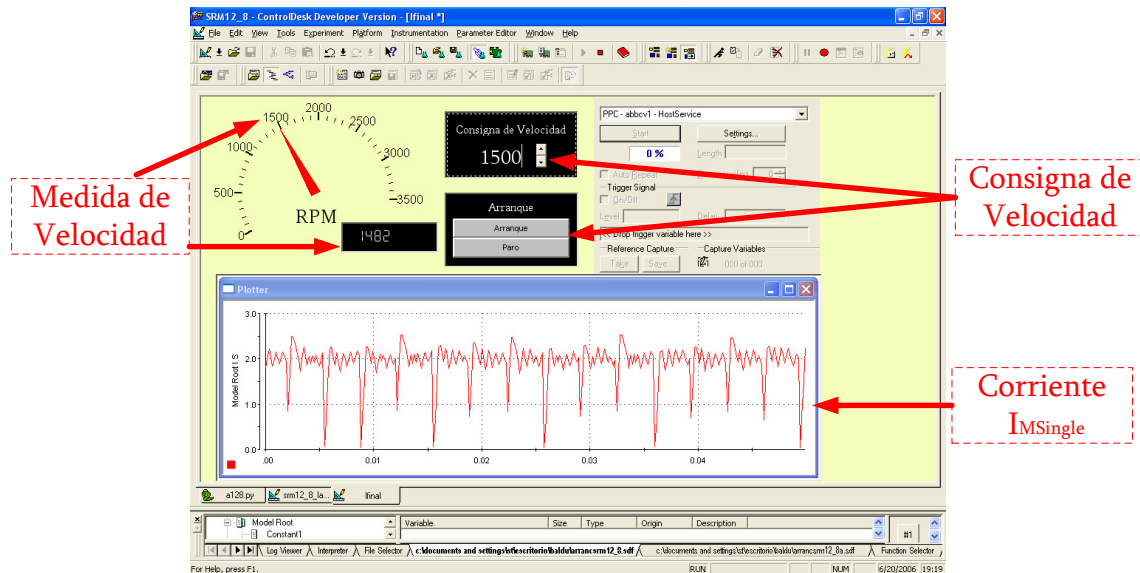 SRM12_8 - ControlDesk Developer Version - [Ifinal *]
File Edit View Tools Experiment Platform Instrumentation Parameter Editor Window Help
0
500
1000
1500
2000
2500
3000
3500
RPM
1482
Consigna de Velocidad
1500
Arranque
Arranque
Paro
PPC - abbcv1 - HostService
Start
Settings...
0 %
Length
Auto Repeat
0
Trigger Signal
On/Off
Level
Delay
<< Drop trigger variable here >>
Reference Capture
Capture Variables
Take
Save...
000 of 000
Medida de
Velocidad
Consigna de
Velocidad
Plotter
Model Root/I S
3.0
2.0
1.0
0.0
.00
0.01
0.02
0.03
0.04
Corriente
IMSingle
a128.py
srm12_8_la...
Ifinal
Model Root
Constant1
Variable
Size
Type
Origin
Description
#1
Log Viewer
Interpreter
File Selector
c:\documents and settings\stl\escritorio\baldu\arrancsrm12_8.sdf
c:\documents and settings\stl\escritorio\baldu\arrancsrm12_8a.sdf
Function Selector
For Help, press F1.
RUN
NUM
6/20/2006
19:19